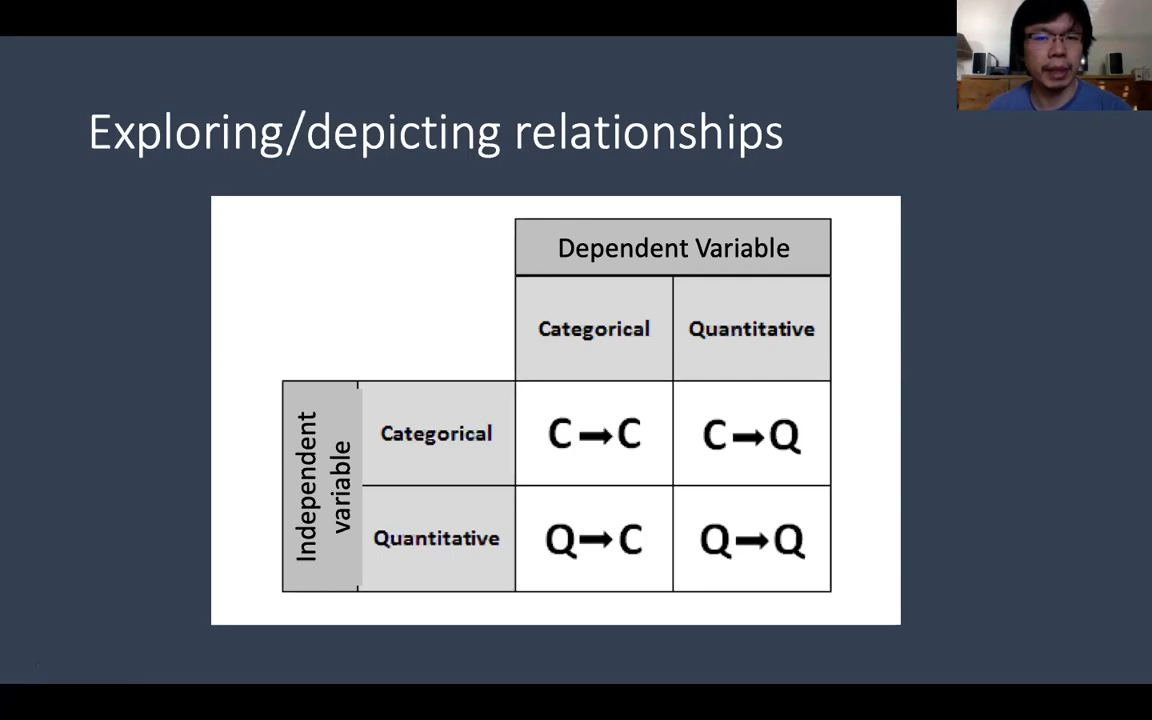 Exploring/depicting relationships
Dependent Variable
Categorical Quantitative
Independent
variable
Categorical C→C C→Q
Quantitative Q→C Q→Q